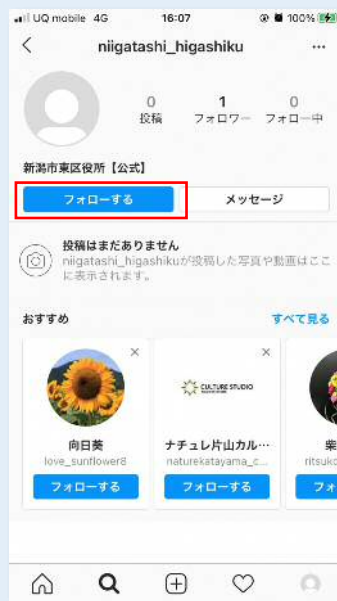 UQ mobile 4G 16:07 100%
niigatashi_higashiku ...
0 1 0
投稿 フォロワー フォロー中
新潟市東区役所【公式】
フォローする メッセージ
投稿はまだありません
niigatashi_higashikuが投稿した写真や動画はここ
に表示されます。
おすすめ すべて見る
CULTURE STUDIO
向日葵 ナチュレ片山カル… 柴
love_sunflower8 naturekatayama_c... ritsuko
フォローする フォローする フォ